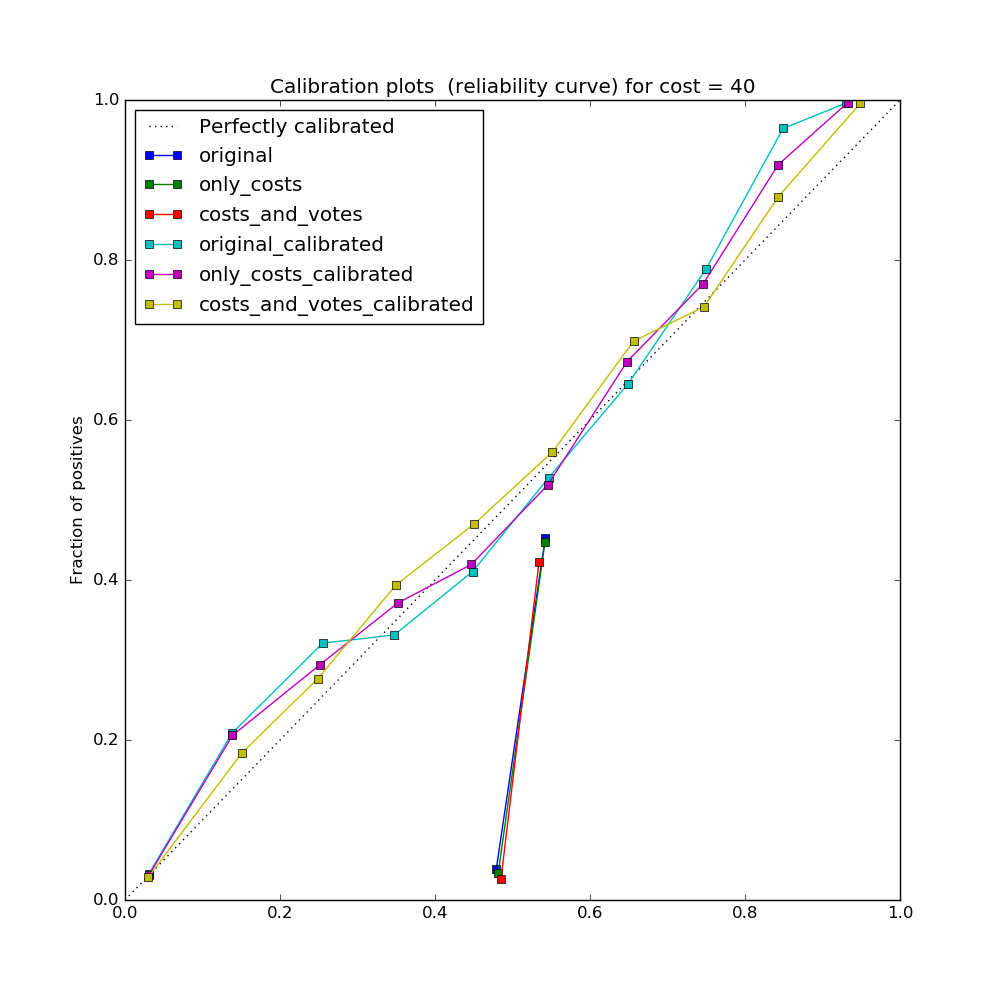 Calibration plots  (reliability curve) for cost = 40
1.0
0.8
0.6
0.4
0.2
0.0
Fraction of positives
Perfectly calibrated
original
only_costs
costs_and_votes
original_calibrated
only_costs_calibrated
costs_and_votes_calibrated
0.0 0.2 0.4 0.6 0.8 1.0